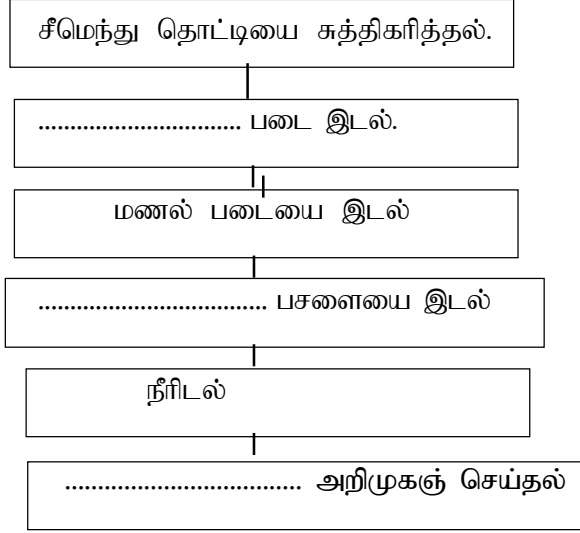 சீமெந்து தொட்டியை சுத்திகரித்தல்.
............................... படை இடல்.
மணல் படையை இடல்
................................... பசளையை இடல்
நீரிடல்
.................................... அறிமுகஞ் செய்தல்